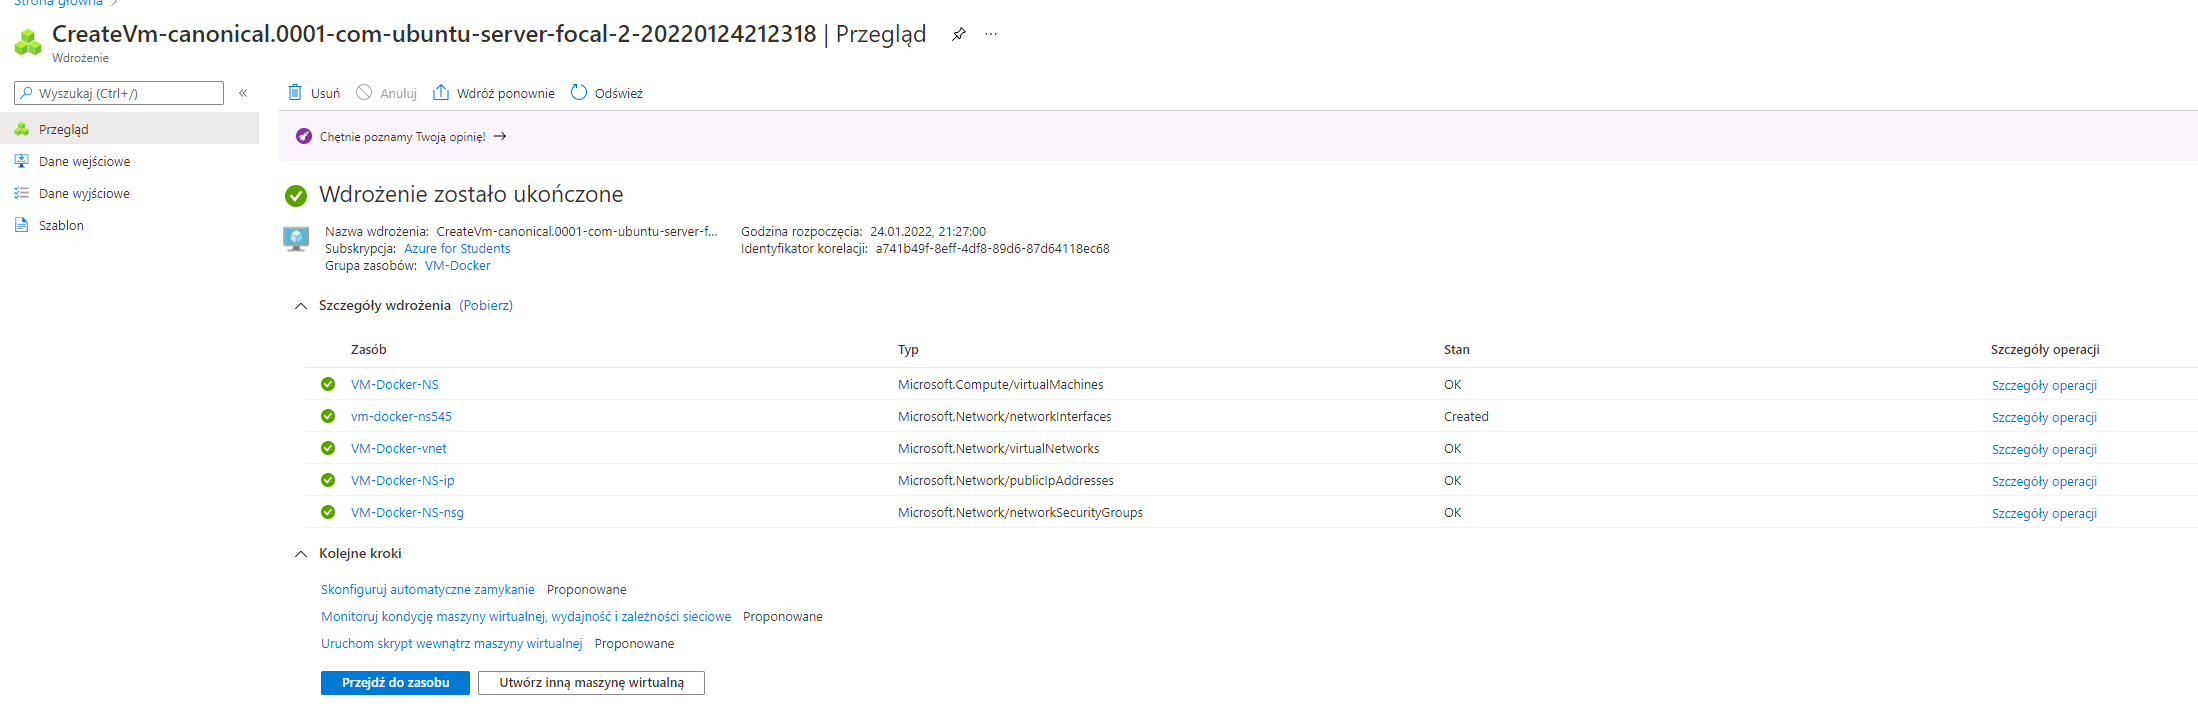 Strona główna >
CreateVm-canonical.0001-com-ubuntu-server-focal-2-20220124212318 | Przegląd ...
Wdrożenie
Wyszukaj (Ctrl+/) «
Usuń Anuluj Wdróż ponownie Odśwież
Przegląd
Dane wejściowe
Dane wyjściowe
Szablon
Chętnie poznamy Twoją opinię! →
Wdrożenie zostało ukończone
Nazwa wdrożenia: CreateVm-canonical.0001-com-ubuntu-server-f... Godzina rozpoczęcia: 24.01.2022, 21:27:00
Subskrypcja: Azure for Students Identyfikator korelacji: a741b49f-8eff-4df8-89d6-87d64118ec68
Grupa zasobów: VM-Docker
Szczegóły wdrożenia (Pobierz)
Zasób Typ Stan Szczegóły operacji
VM-Docker-NS Microsoft.Compute/virtualMachines OK Szczegóły operacji
vm-docker-ns545 Microsoft.Network/networkInterfaces Created Szczegóły operacji
VM-Docker-vnet Microsoft.Network/virtualNetworks OK Szczegóły operacji
VM-Docker-NS-ip Microsoft.Network/publicIpAddresses OK Szczegóły operacji
VM-Docker-NS-nsg Microsoft.Network/networkSecurityGroups OK Szczegóły operacji
Kolejne kroki
Skonfiguruj automatyczne zamykanie Proponowane
Monitoruj kondycję maszyny wirtualnej, wydajność i zależności sieciowe Proponowane
Uruchom skrypt wewnątrz maszyny wirtualnej Proponowane
Przejdź do zasobu Utwórz inną maszynę wirtualną